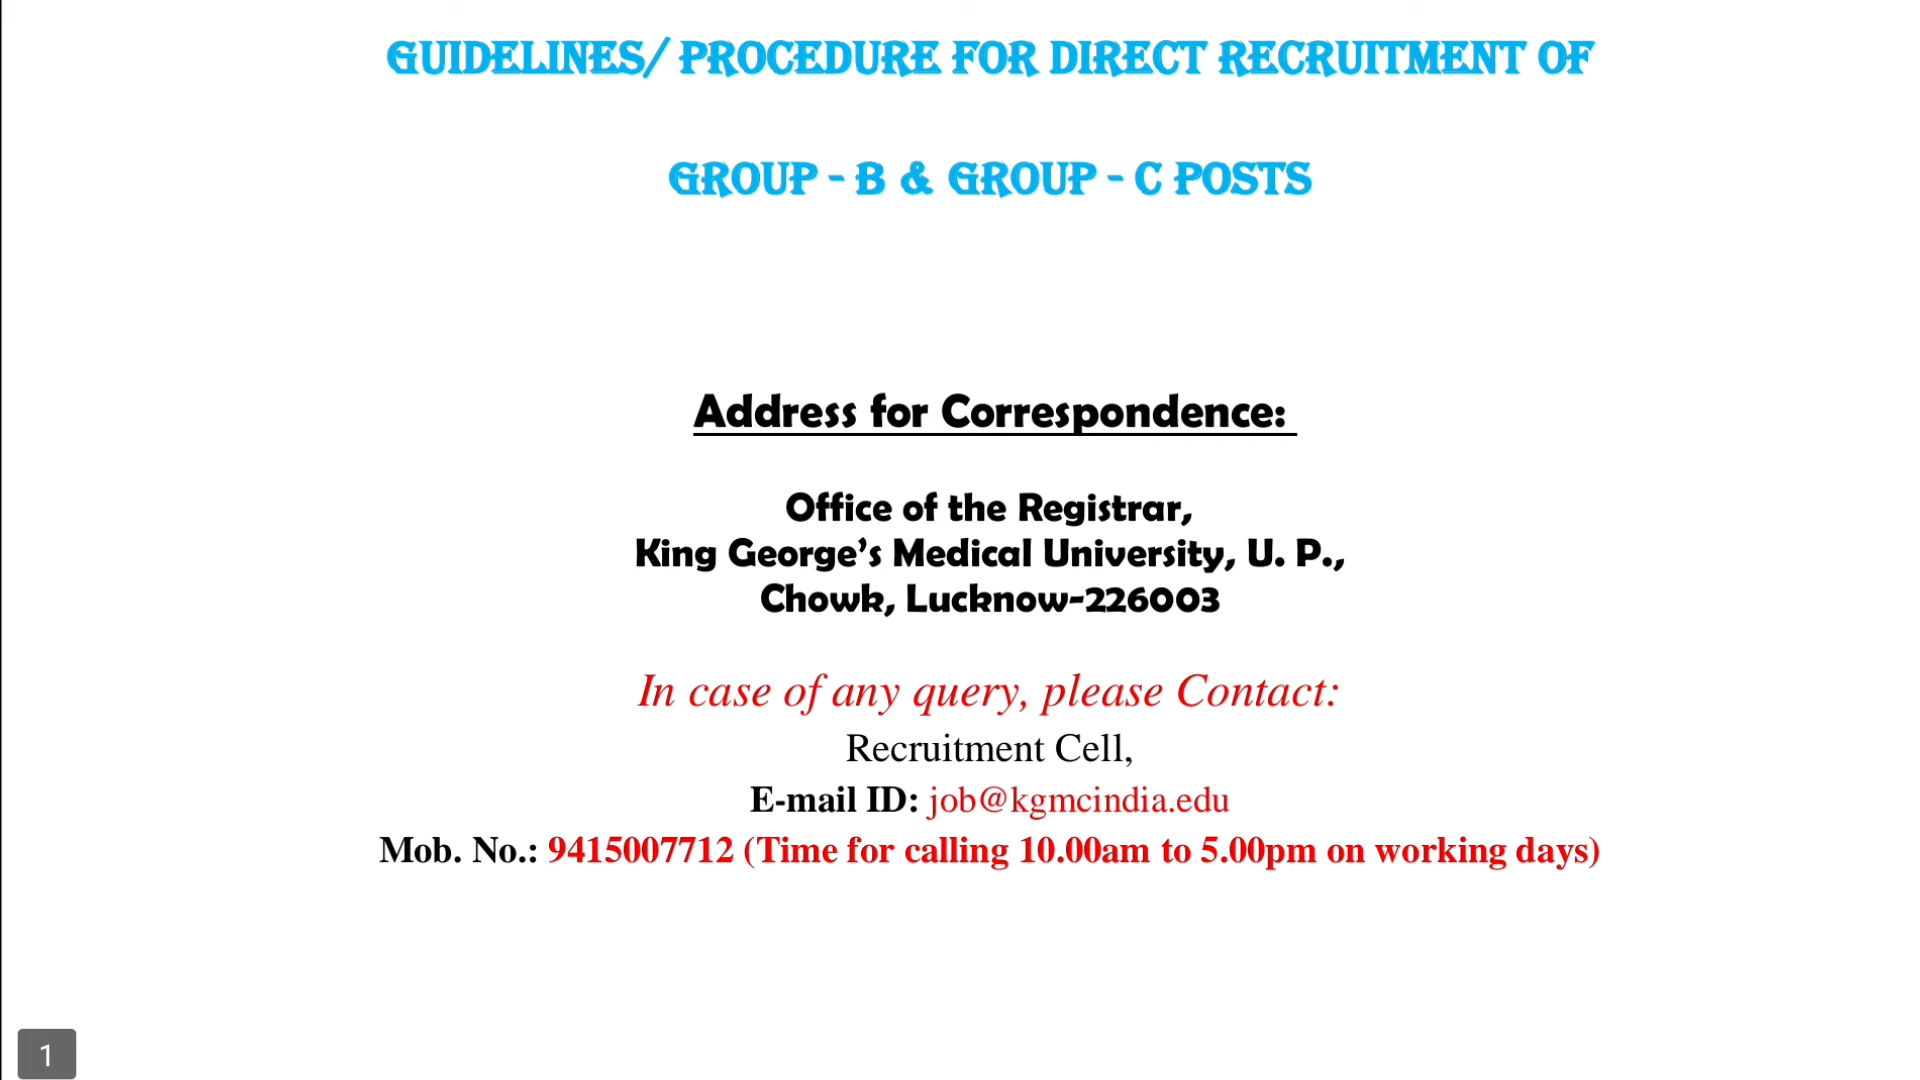 GUIDELINES/ PROCEDURE FOR DIRECT RECRUITMENT OF
GROUP - B & GROUP - C POSTS
Address for Correspondence:
Office of the Registrar,
King George’s Medical University, U. P.,
Chowk, Lucknow-226003
In case of any query, please Contact:
Recruitment Cell,
E-mail ID: job@kgmcindia.edu
Mob. No.: 9415007712 (Time for calling 10.00am to 5.00pm on working days)
1